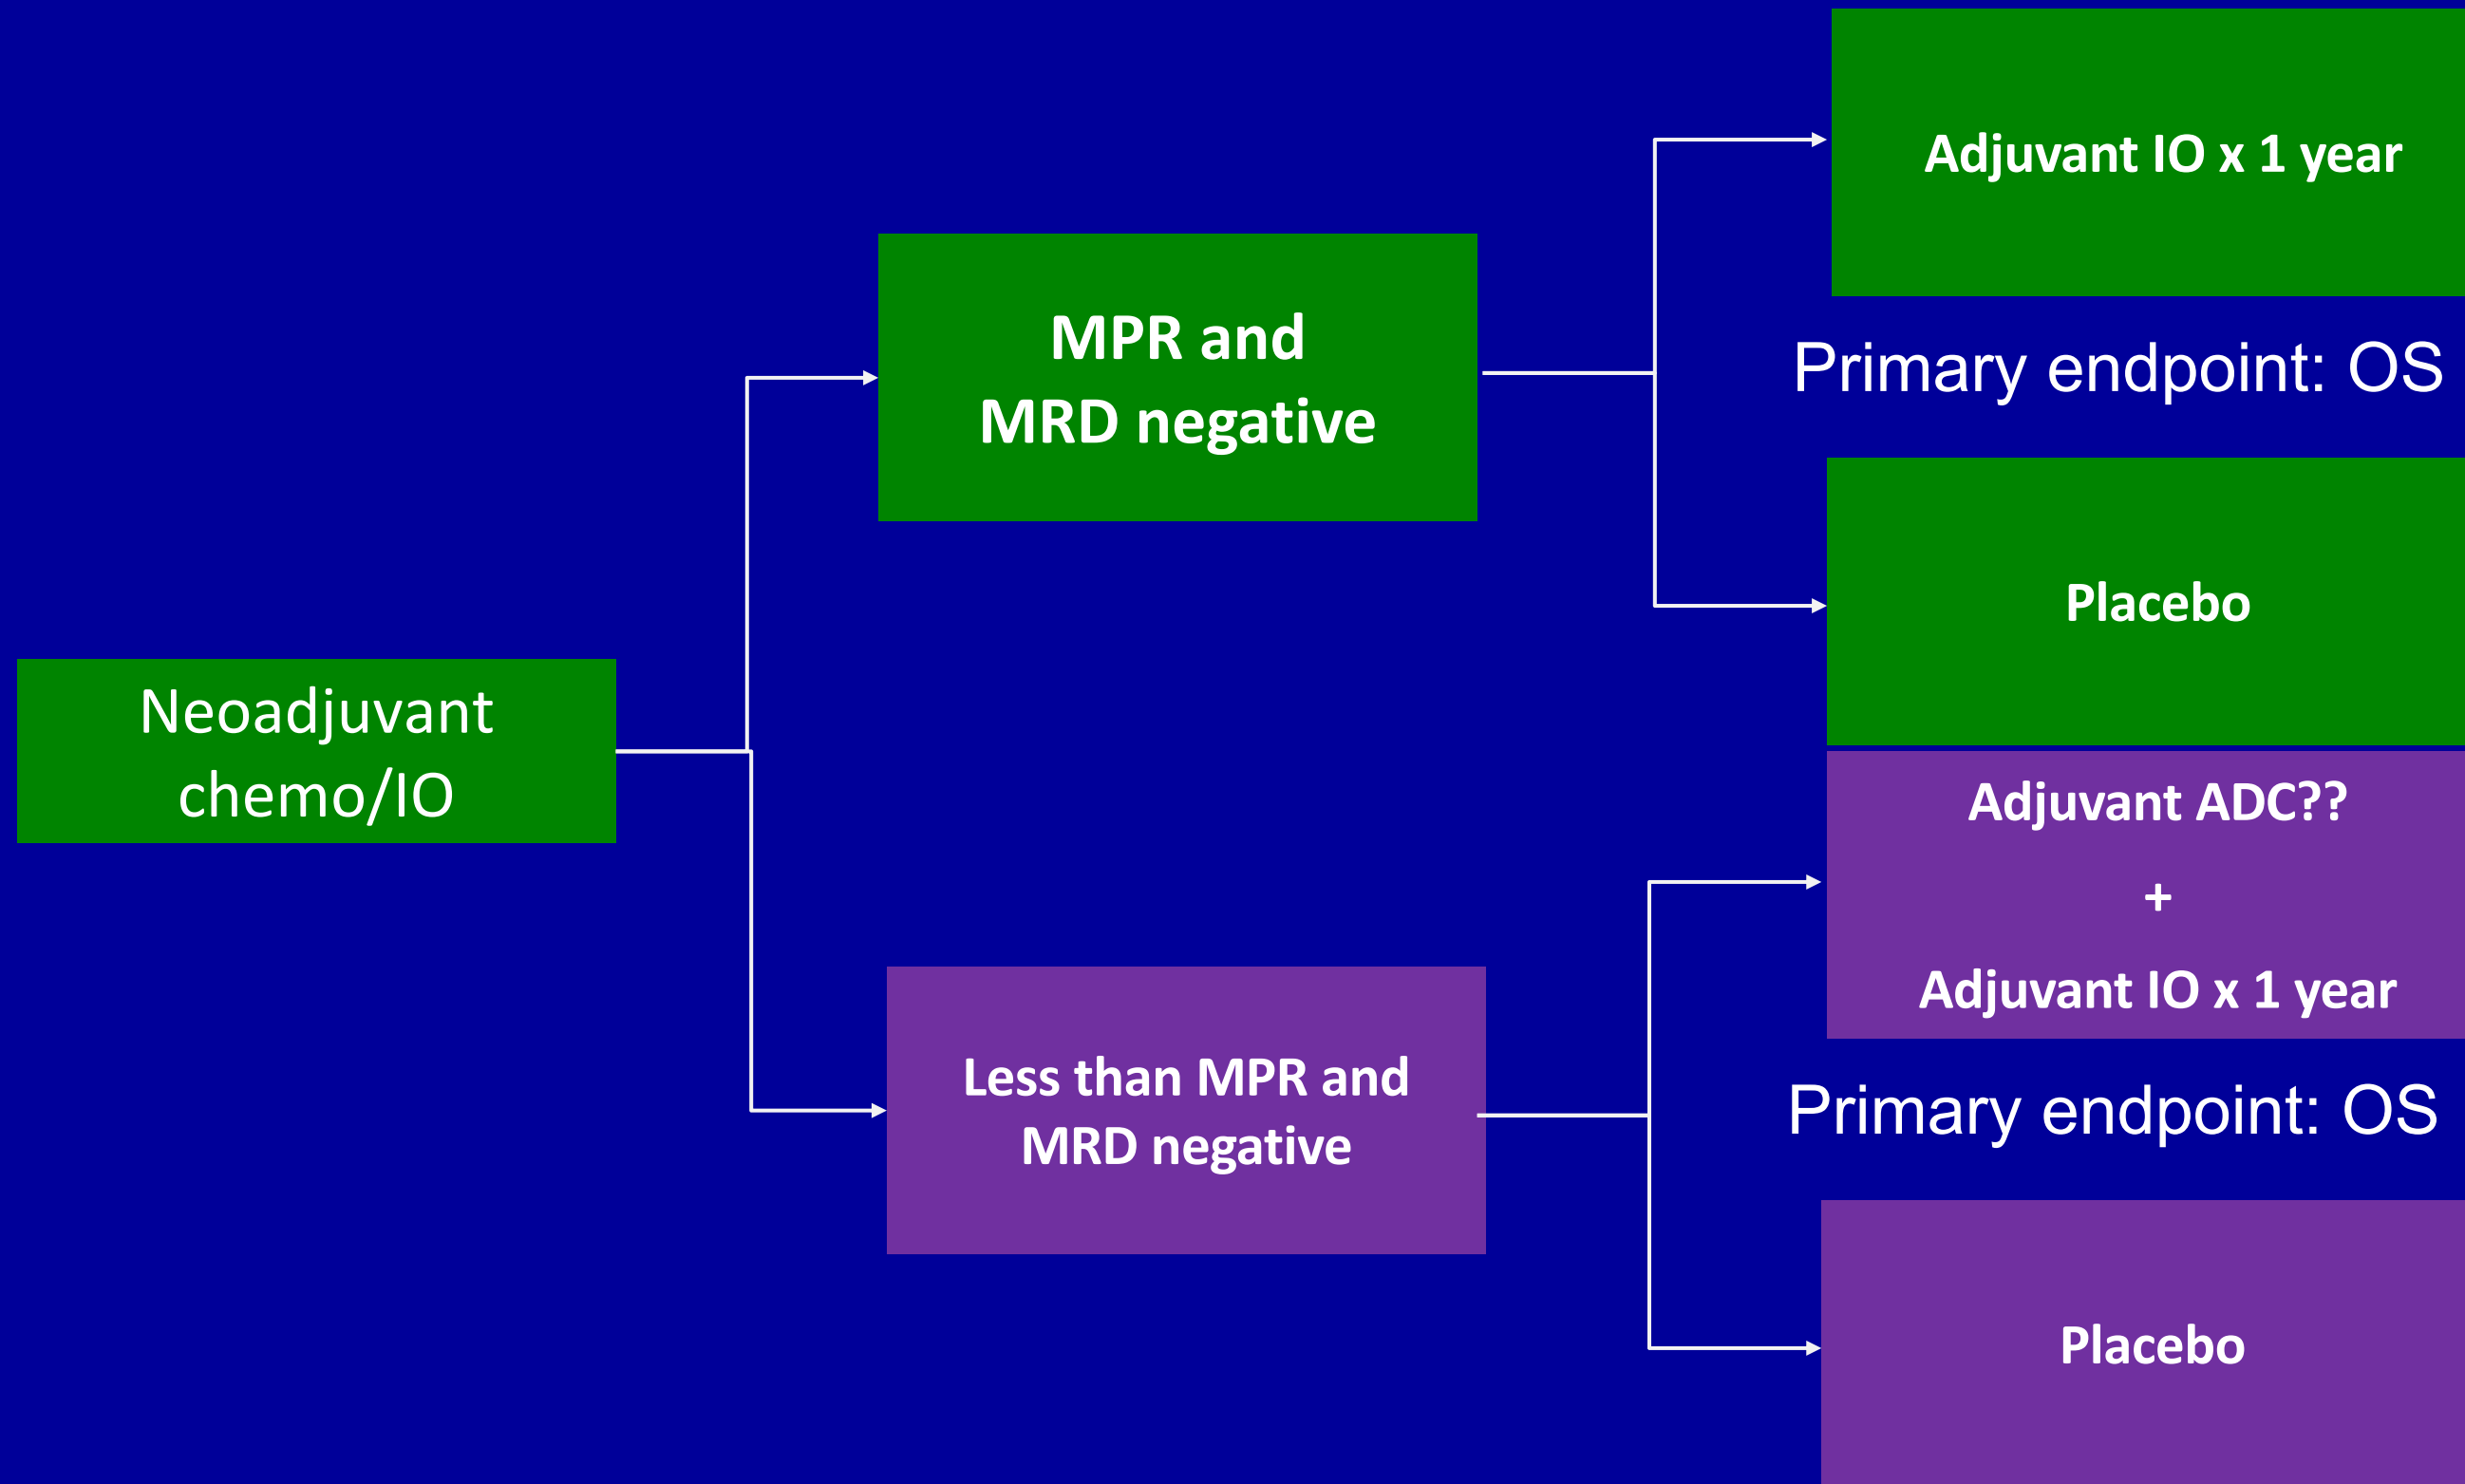 Neoadjuvant
chemo/IO
MPR and
MRD negative
Less than MPR and
MRD negative
Adjuvant IO x 1 year
Primary endpoint: OS
Placebo
Adjuvant ADC??
+
Adjuvant IO x 1 year
Primary endpoint: OS
Placebo